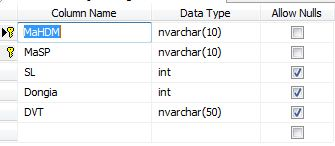 Column Name Data Type Allow Nulls
MaHDM nvarchar(10)
MaSP nvarchar(10)
SL int
Dongia int
DVT nvarchar(50)